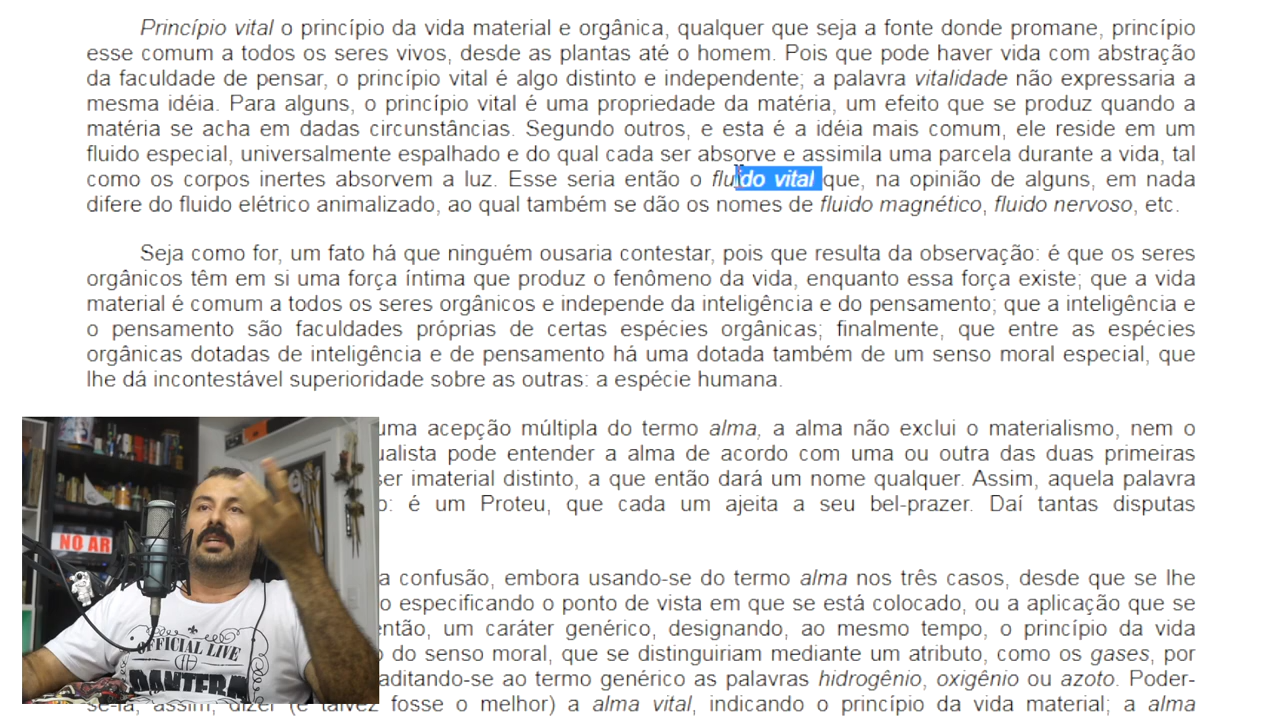 Princípio vital o princípio da vida material e orgânica, qualquer que seja a fonte donde promane, princípio
esse comum a todos os seres vivos, desde as plantas até o homem. Pois que pode haver vida com abstração
da faculdade de pensar, o princípio vital é algo distinto e independente; a palavra vitalidade não expressaria a
mesma idéia. Para alguns, o princípio vital é uma propriedade da matéria, um efeito que se produz quando a
matéria se acha em dadas circunstâncias. Segundo outros, e esta é a idéia mais comum, ele reside em um
fluido especial, universalmente espalhado e do qual cada ser absorve e assimila uma parcela durante a vida, tal
como os corpos inertes absorvem a luz. Esse seria então o fluido vital que, na opinião de alguns, em nada
difere do fluido elétrico animalizado, ao qual também se dão os nomes de fluido magnético, fluido nervoso, etc.
Seja como for, um fato há que ninguém ousaria contestar, pois que resulta da observação: é que os seres
orgânicos têm em si uma força íntima que produz o fenômeno da vida, enquanto essa força existe; que a vida
material é comum a todos os seres orgânicos e independe da inteligência e do pensamento; que a inteligência e
o pensamento são faculdades próprias de certas espécies orgânicas; finalmente, que entre as espécies
orgânicas dotadas de inteligência e de pensamento há uma dotada também de um senso moral especial, que
lhe dá incontestável superioridade sobre as outras: a espécie humana.
uma acepção múltipla do termo alma, a alma não exclui o materialismo, nem o
ualista pode entender a alma de acordo com uma ou outra das duas primeiras
ser imaterial distinto, a que então dará um nome qualquer. Assim, aquela palavra
o: é um Proteu, que cada um ajeita a seu bel-prazer. Daí tantas disputas
a confusão, embora usando-se do termo alma nos três casos, desde que se lhe
o especificando o ponto de vista em que se está colocado, ou a aplicação que se
então, um caráter genérico, designando, ao mesmo tempo, o princípio da vida
o do senso moral, que se distinguiriam mediante um atributo, como os gases, por
aditando-se ao termo genérico as palavras hidrogênio, oxigênio ou azoto. Poder-
se-ia, assim, dizer (e talvez fosse o melhor) a alma vital, indicando o princípio da vida material; a alma
NO AR
OFFICIAL LIVE
PANTERA